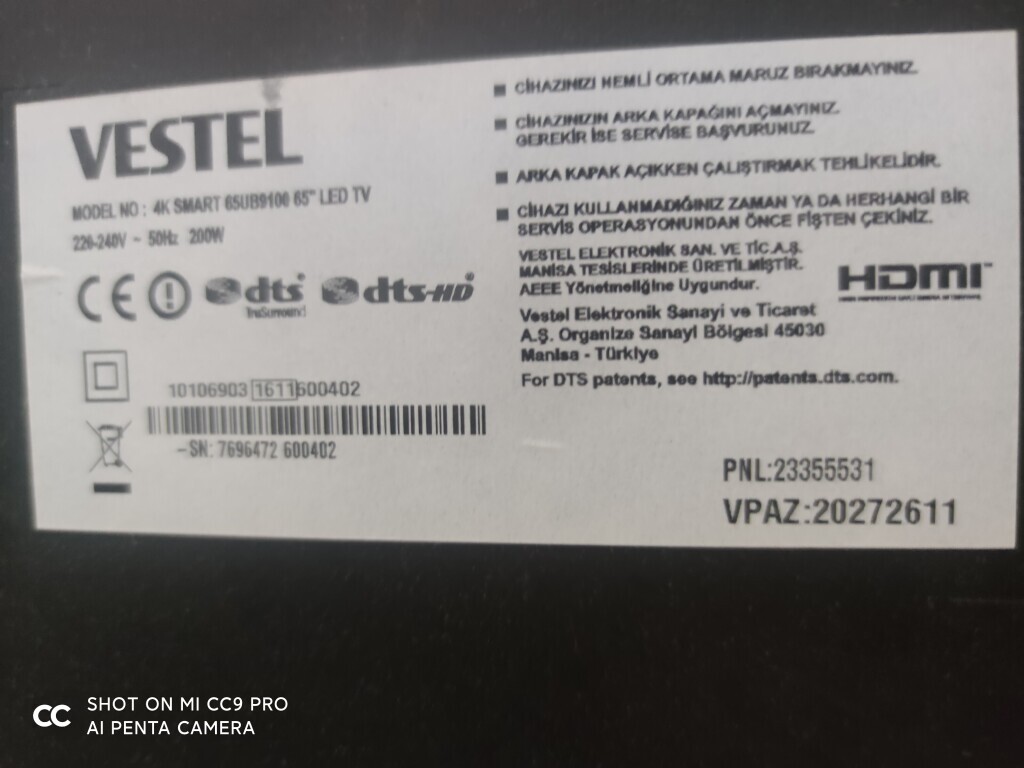 VESTEL
MODEL NO : 4K SMART 65UB9100 65" LED TV
220-240V ~ 50Hz 200W
CE
dts
TruSurround
dts-HD
10106903 1611600402
-SN: 7696472 600402
CİHAZINIZI NEMLİ ORTAMA MARUZ BIRAKMAYINIZ.
CİHAZINIZIN ARKA KAPAĞINI AÇMAYINIZ.
GEREKİR İSE SERVİSE BAŞVURUNUZ.
ARKA KAPAK AÇIKKEN ÇALIŞTIRMAK TEHLİKELİDİR.
CİHAZI KULLANMADIĞINIZ ZAMAN YA DA HERHANGİ BİR
SERVİS OPERASYONUNDAN ÖNCE FİŞTEN ÇEKİNİZ.
VESTEL ELEKTRONİK SAN. VE TİC A.Ş.
MANİSA TESİSLERİNDE ÜRETİLMİŞTİR.
AEEE Yönetmeliğine Uygundur.
HDMI™
Vestel Elektronik Sanayi ve Ticaret
A.Ş. Organize Sanayi Bölgesi 45030
Manisa - Türkiye
For DTS patents, see http://patents.dts.com.
PNL:23355531
VPAZ:20272611
SHOT ON MI CC9 PRO
AI PENTA CAMERA